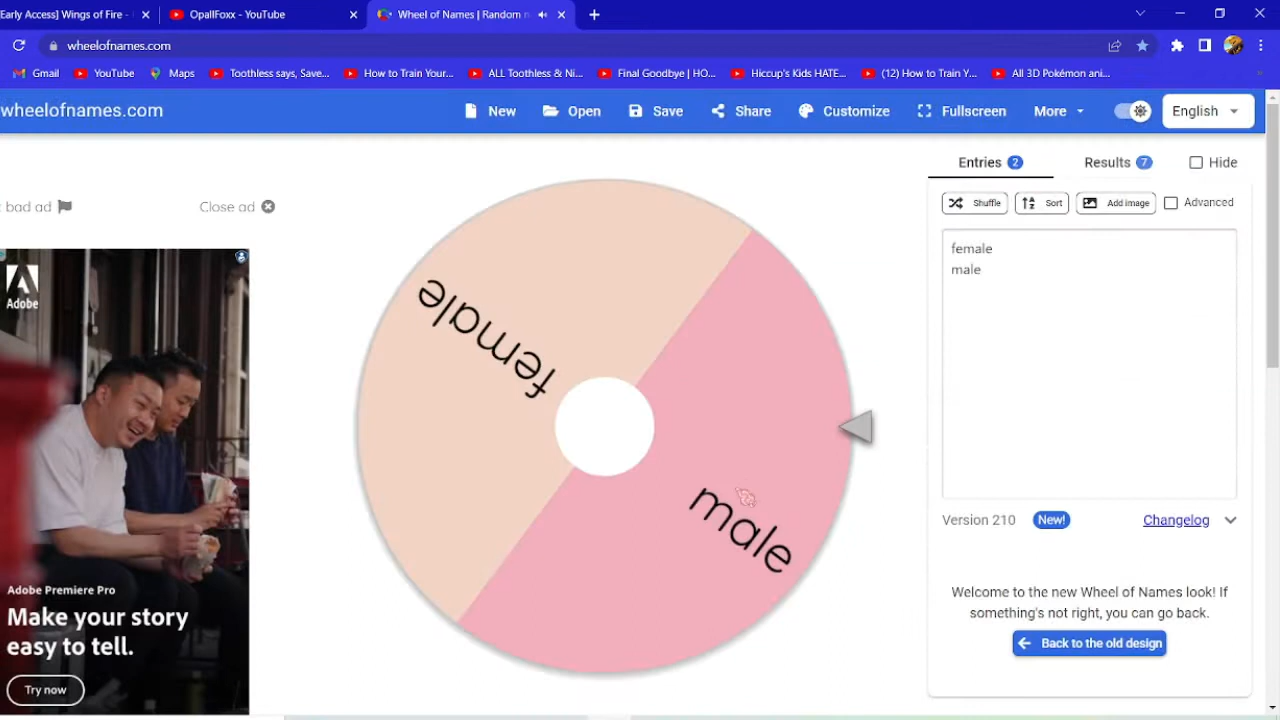 Early Access] Wings of Fire -
OpallFoxx - YouTube
Wheel of Names | Random n
wheelofnames.com
Gmail
YouTube
Maps
Toothless says, Save...
How to Train Your...
ALL Toothless & Ni...
Final Goodbye | HO...
Hiccup's Kids HATE...
(12) How to Train Y...
All 3D Pokémon ani...
wheelofnames.com
New
Open
Save
Share
Customize
Fullscreen
More
English
bad ad
Close ad
Adobe
Adobe Premiere Pro
Make your story
easy to tell.
Try now
female
male
Entries 2
Results 7
Hide
Shuffle
Sort
Add image
Advanced
female
male
Version 210
New!
Changelog
Welcome to the new Wheel of Names look! If
something's not right, you can go back.
Back to the old design